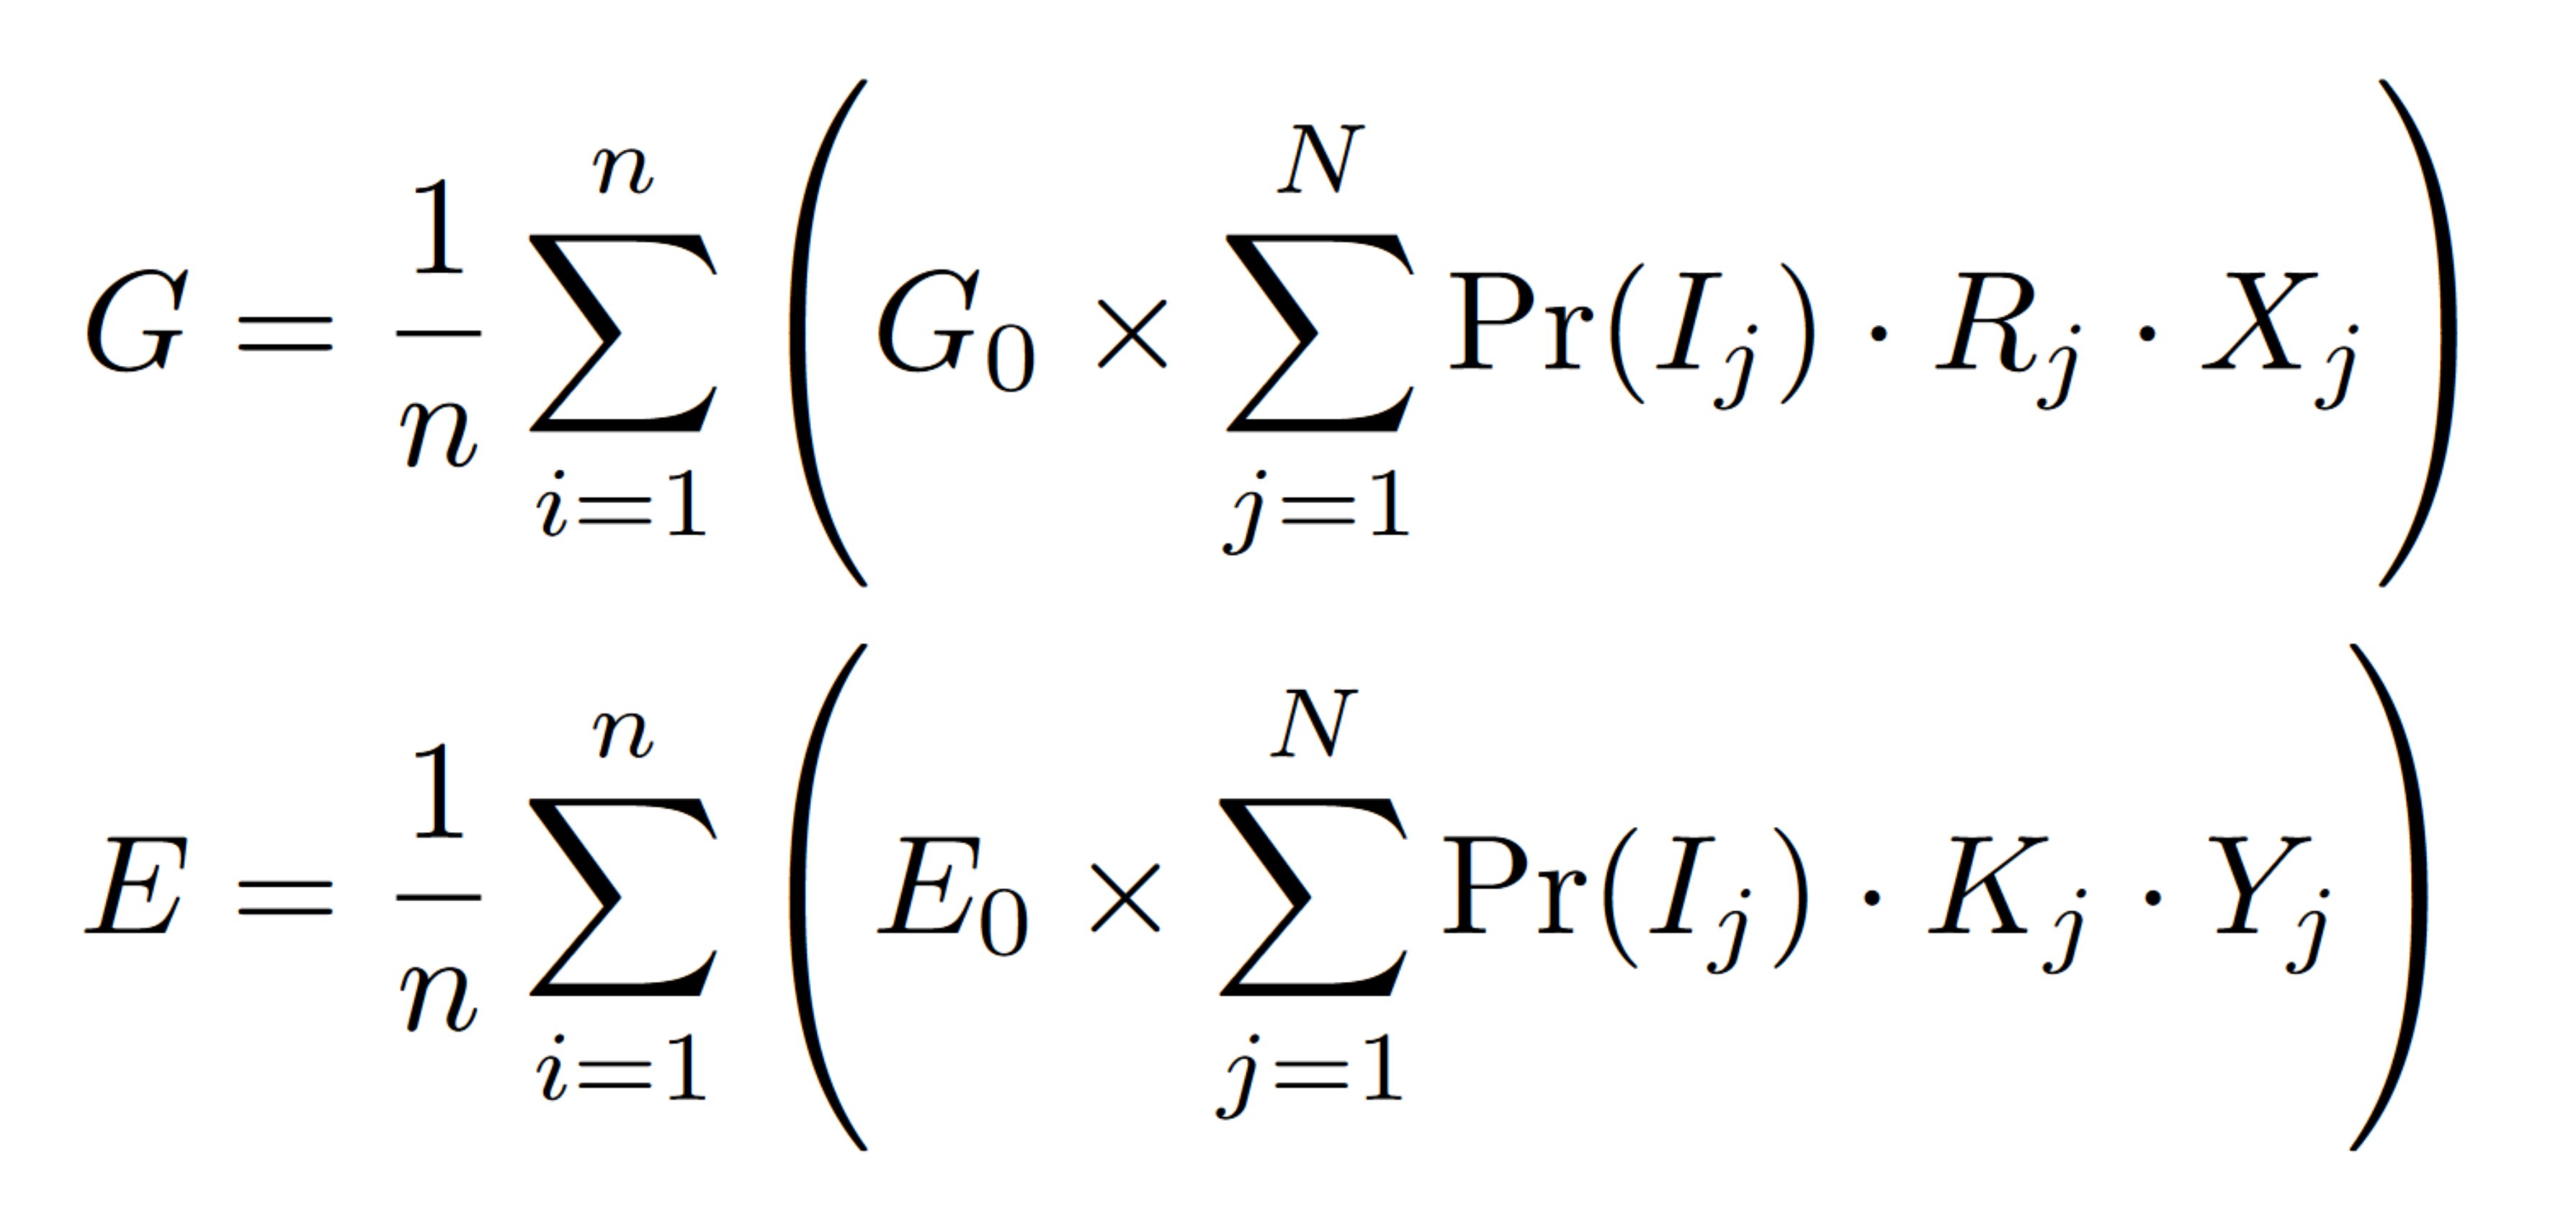 G = \frac{1}{n} \sum_{i=1}^{n} \left( G_0 \times \sum_{j=1}^{N} \Pr(I_j) \cdot R_j \cdot X_j \right)
E = \frac{1}{n} \sum_{i=1}^{n} \left( E_0 \times \sum_{j=1}^{N} \Pr(I_j) \cdot K_j \cdot Y_j \right)